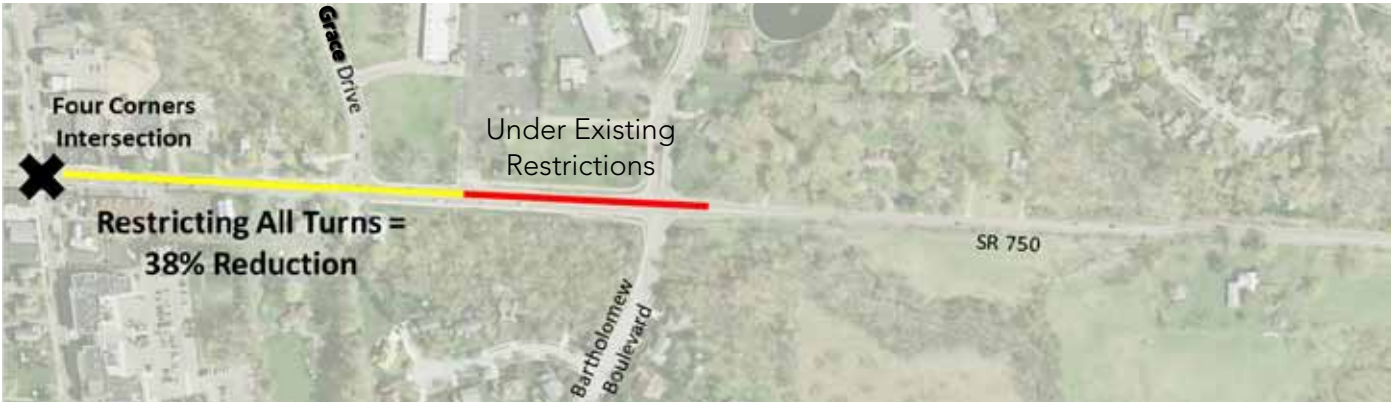 Grace Drive
Four Corners
Intersection
Under Existing
Restrictions
Restricting All Turns =
38% Reduction
SR 750
Bartholomew
Boulevard